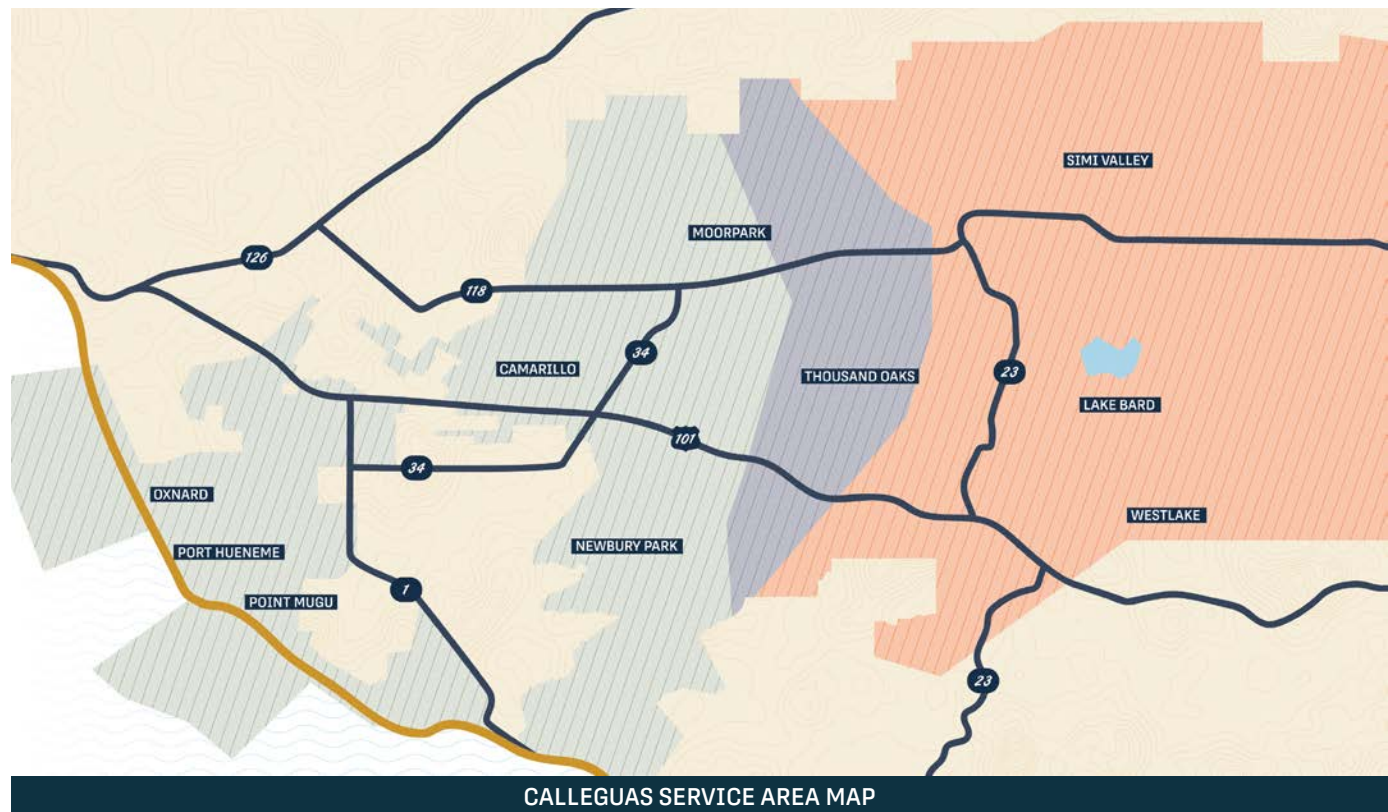 SIMI VALLEY
MOORPARK
126
118
34
CAMARILLO
THOUSAND OAKS
23
LAKE BARD
101
34
OXNARD
WESTLAKE
PORT HUENEME
NEWBURY PARK
1
POINT MUGU
23
CALLEGUAS SERVICE AREA MAP